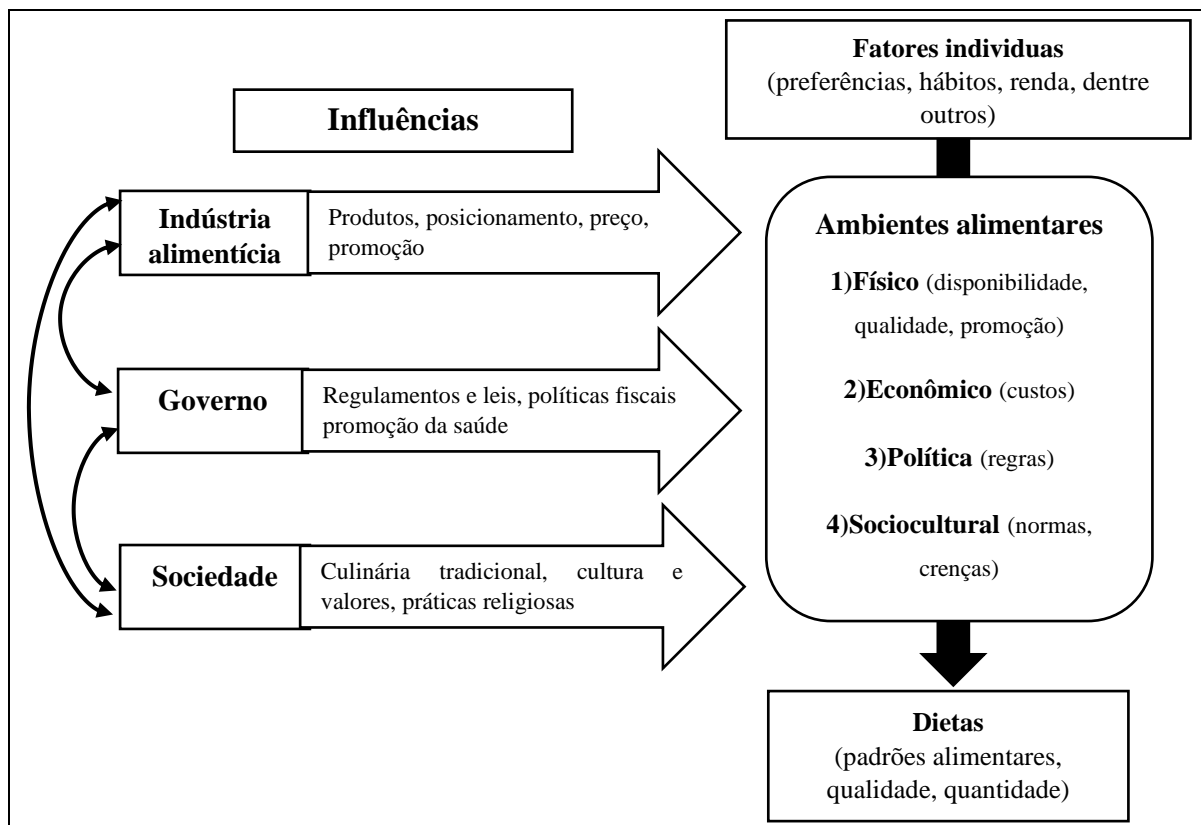 Fatores individuas
(preferências, hábitos, renda, dentre
outros)
Influências
Indústria
alimentícia
Produtos, posicionamento, preço,
promoção
Governo
Regulamentos e leis, políticas fiscais
promoção da saúde
Sociedade
Culinária tradicional, cultura e
valores, práticas religiosas
Ambientes alimentares
1)Físico (disponibilidade,
qualidade, promoção)
2)Econômico (custos)
3)Política (regras)
4)Sociocultural (normas,
crenças)
Dietas
(padrões alimentares,
qualidade, quantidade)